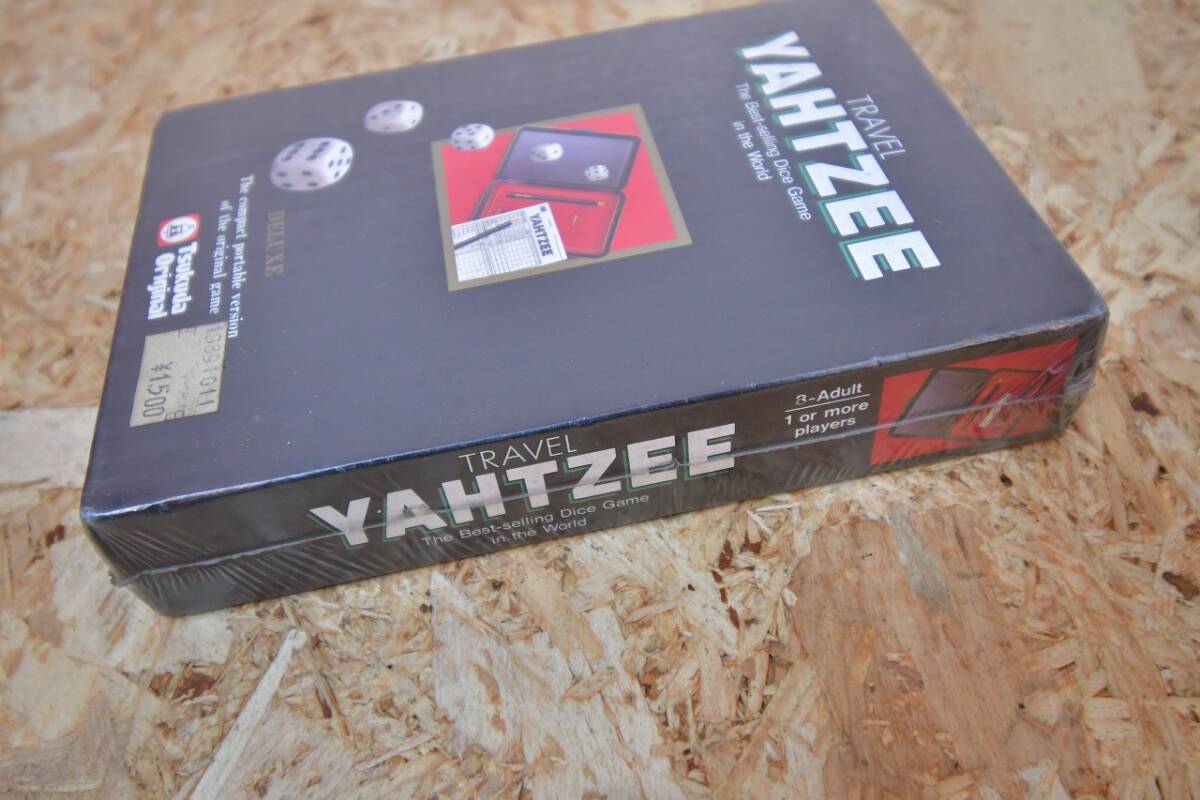 TRAVEL
YAHTZEE
The Best-selling Dice Game
in the World
YAHTZEE
DELUXE
The compact, portable version
of the original game
Tsukuda
Original
¥1500
TRAVEL
YAHTZEE
The Best-selling Dice Game
in the World
8-Adult
1 or more
players